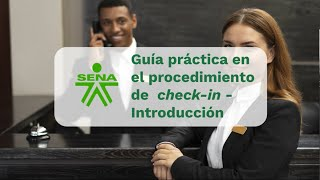 SENA
Guía práctica en
el procedimiento
de check-in -
Introducción